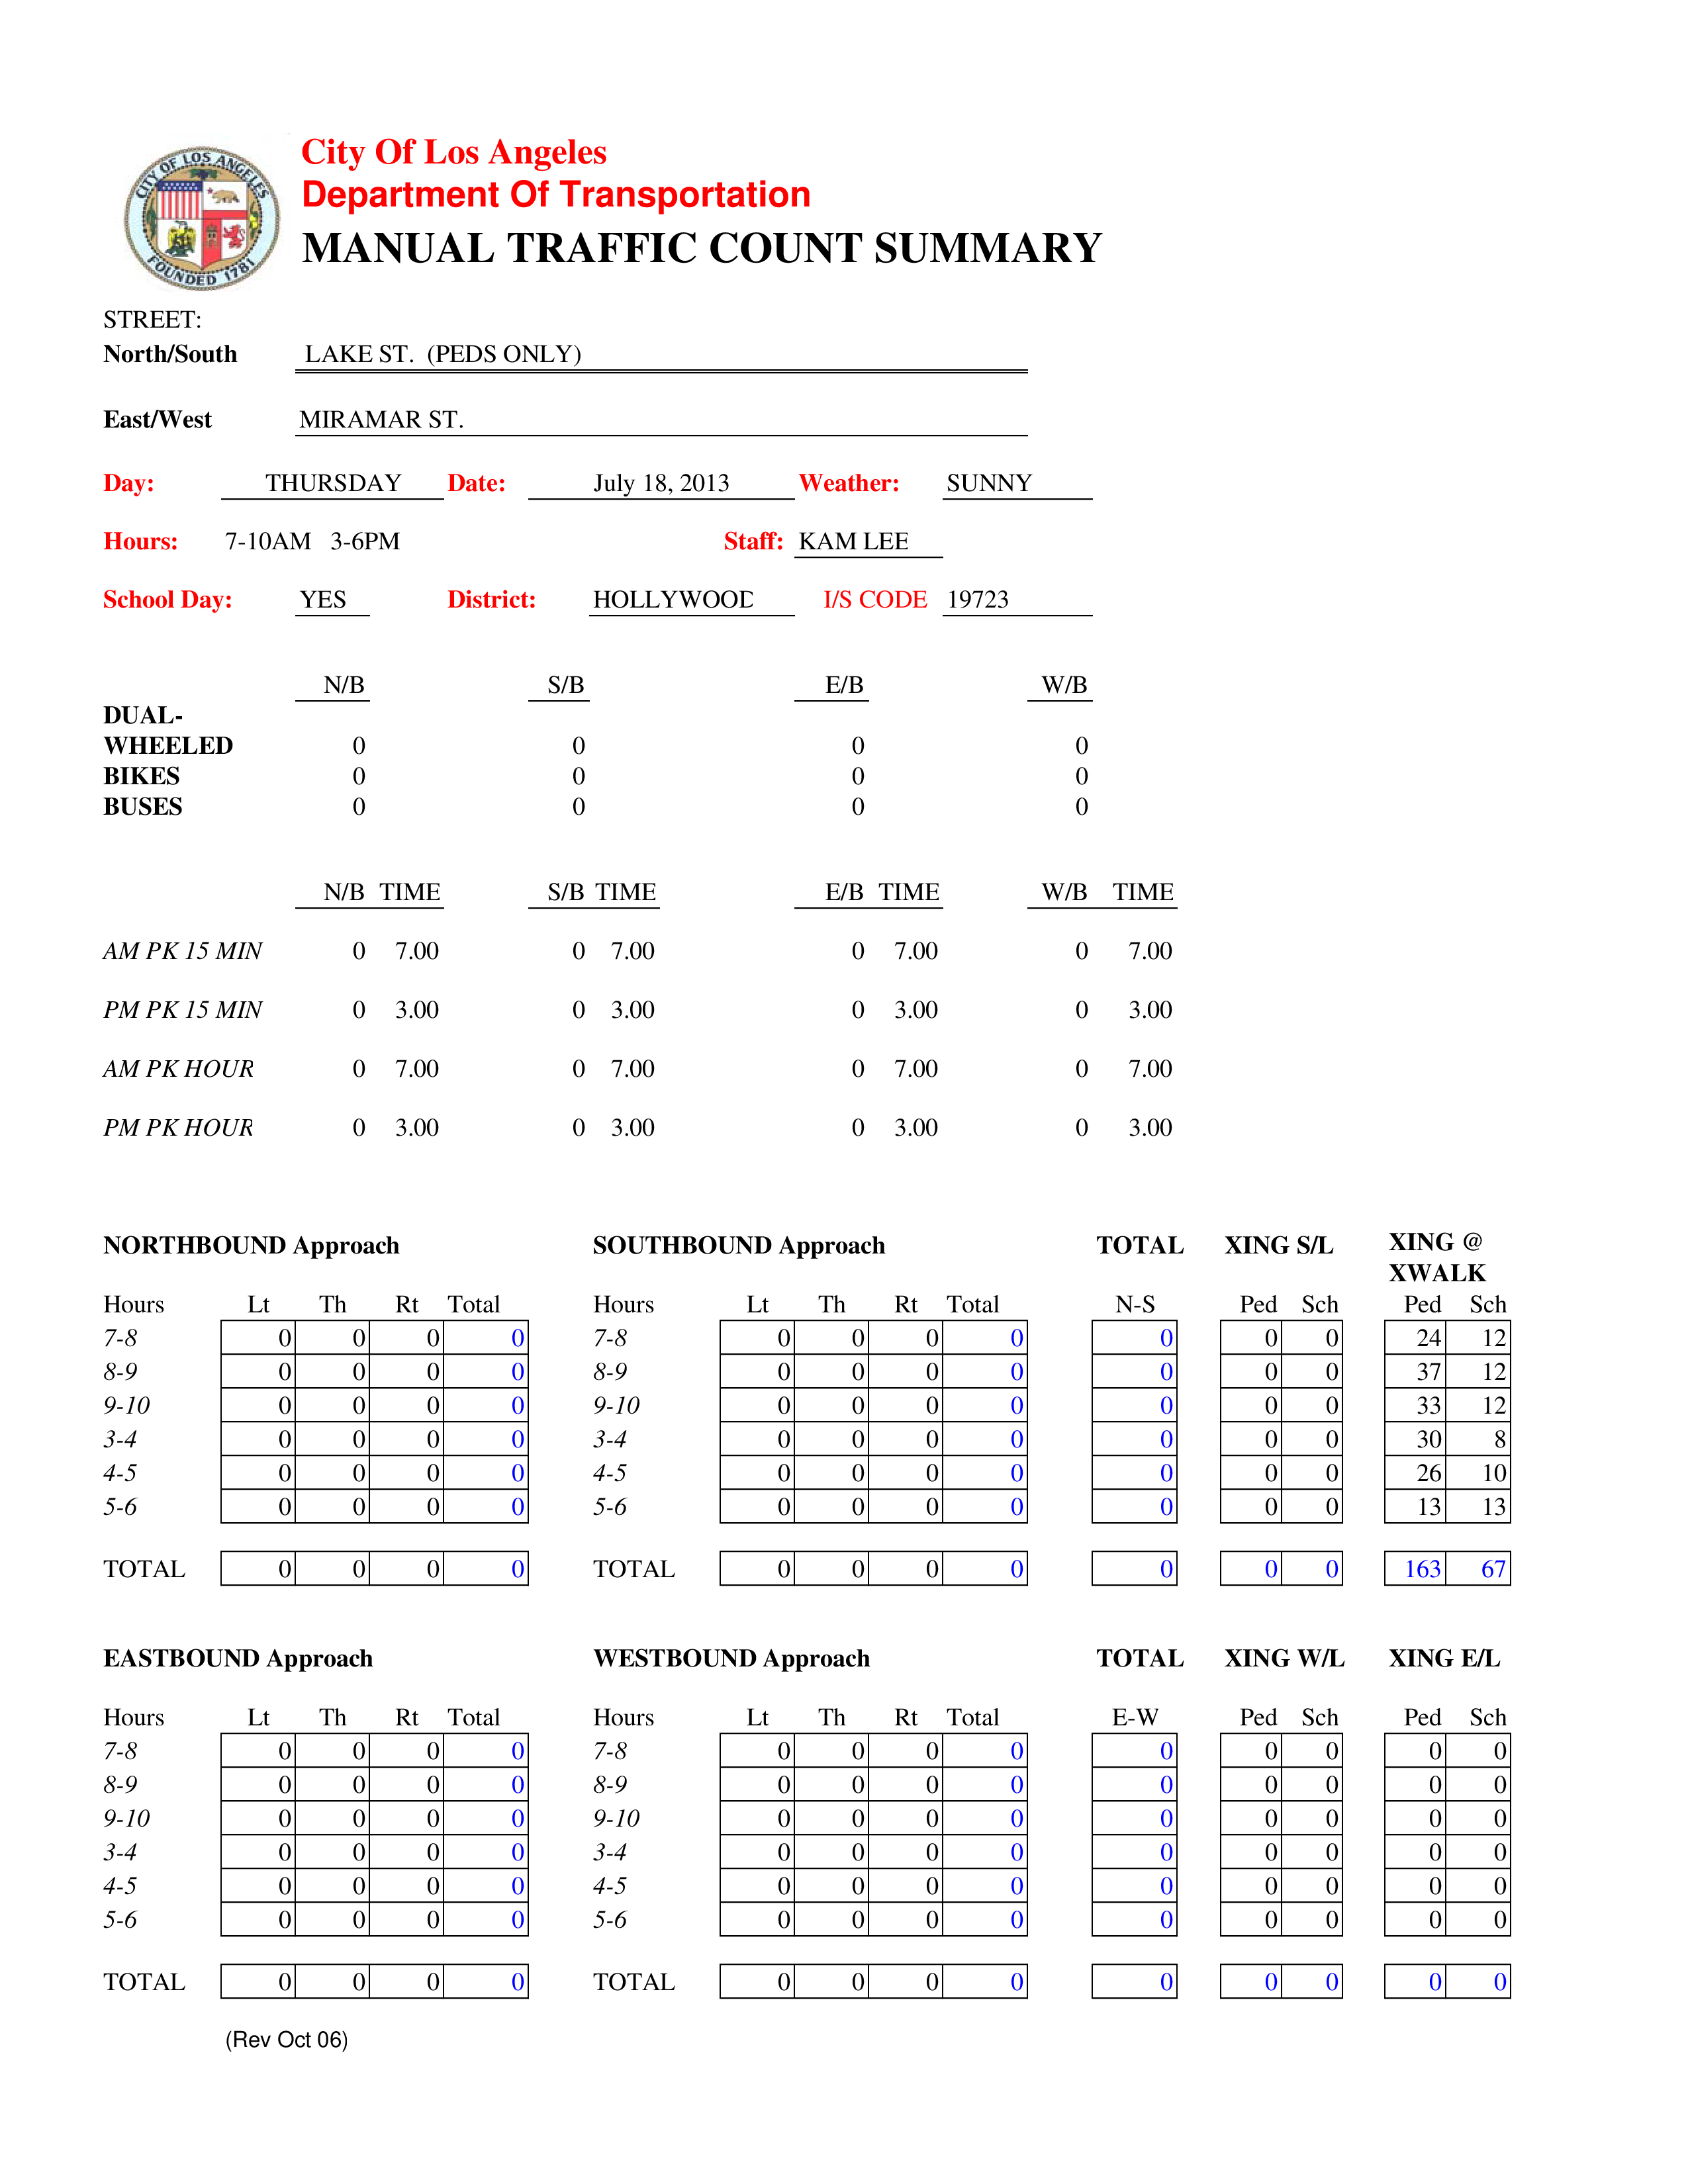 CITY OF LOS ANGELES
FOUNDED 1781
City Of Los Angeles
Department Of Transportation
MANUAL TRAFFIC COUNT SUMMARY
STREET:
North/South LAKE ST. (PEDS ONLY)
East/West MIRAMAR ST.
Day: THURSDAY Date: July 18, 2013 Weather: SUNNY
Hours: 7-10AM 3-6PM Staff: KAM LEE
School Day: YES District: HOLLYWOOD I/S CODE 19723
N/B S/B E/B W/B
DUAL-
WHEELED 0 0 0 0
BIKES 0 0 0 0
BUSES 0 0 0 0
N/B TIME S/B TIME E/B TIME W/B TIME
AM PK 15 MIN 0 7.00 0 7.00 0 7.00 0 7.00
PM PK 15 MIN 0 3.00 0 3.00 0 3.00 0 3.00
AM PK HOUR 0 7.00 0 7.00 0 7.00 0 7.00
PM PK HOUR 0 3.00 0 3.00 0 3.00 0 3.00
NORTHBOUND Approach SOUTHBOUND Approach TOTAL XING S/L XING @
XWALK
Hours Lt Th Rt Total Hours Lt Th Rt Total N-S Ped Sch Ped Sch
7-8 0 0 0 0 7-8 0 0 0 0 0 0 0 24 12
8-9 0 0 0 0 8-9 0 0 0 0 0 0 0 37 12
9-10 0 0 0 0 9-10 0 0 0 0 0 0 0 33 12
3-4 0 0 0 0 3-4 0 0 0 0 0 0 0 30 8
4-5 0 0 0 0 4-5 0 0 0 0 0 0 0 26 10
5-6 0 0 0 0 5-6 0 0 0 0 0 0 0 13 13
TOTAL 0 0 0 0 TOTAL 0 0 0 0 0 0 0 163 67
EASTBOUND Approach WESTBOUND Approach TOTAL XING W/L XING E/L
Hours Lt Th Rt Total Hours Lt Th Rt Total E-W Ped Sch Ped Sch
7-8 0 0 0 0 7-8 0 0 0 0 0 0 0 0 0
8-9 0 0 0 0 8-9 0 0 0 0 0 0 0 0 0
9-10 0 0 0 0 9-10 0 0 0 0 0 0 0 0 0
3-4 0 0 0 0 3-4 0 0 0 0 0 0 0 0 0
4-5 0 0 0 0 4-5 0 0 0 0 0 0 0 0 0
5-6 0 0 0 0 5-6 0 0 0 0 0 0 0 0 0
TOTAL 0 0 0 0 TOTAL 0 0 0 0 0 0 0 0 0
(Rev Oct 06)